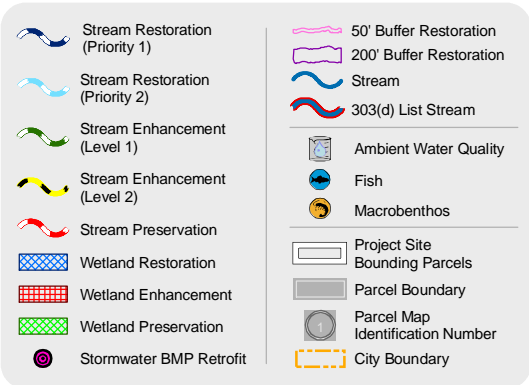 Stream Restoration
(Priority 1)
Stream Restoration
(Priority 2)
Stream Enhancement
(Level 1)
Stream Enhancement
(Level 2)
Stream Preservation
Wetland Restoration
Wetland Enhancement
Wetland Preservation
Stormwater BMP Retrofit
50' Buffer Restoration
200' Buffer Restoration
Stream
303(d) List Stream
Ambient Water Quality
Fish
Macrobenthos
Project Site
Bounding Parcels
Parcel Boundary
1
Parcel Map
Identification Number
City Boundary